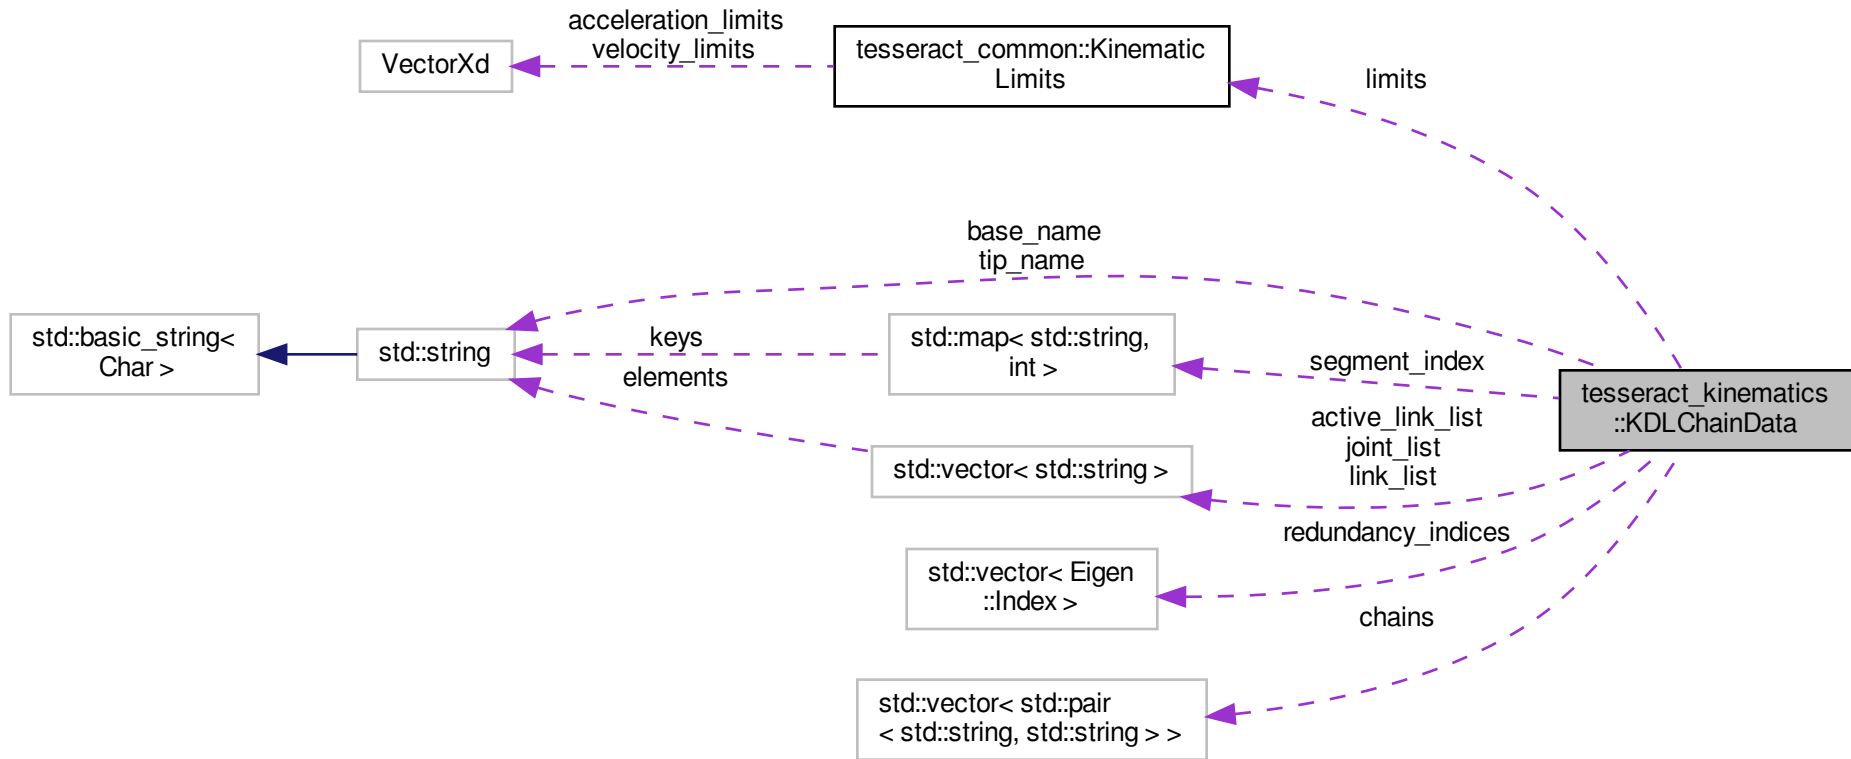 acceleration_limits
velocity_limits
VectorXd
tesseract_common::Kinematic
Limits
limits
base_name
tip_name
std::basic_string<
Char >
std::string
keys
elements
std::map< std::string,
int >
segment_index
tesseract_kinematics
::KDLChainData
active_link_list
joint_list
link_list
std::vector< std::string >
redundancy_indices
std::vector< Eigen
::Index >
chains
std::vector< std::pair
< std::string, std::string > >